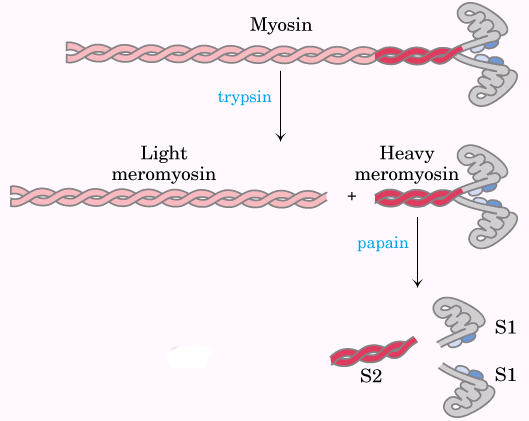 Myosin
trypsin
Light
meromyosin
+
Heavy
meromyosin
papain
S1
S2
S1